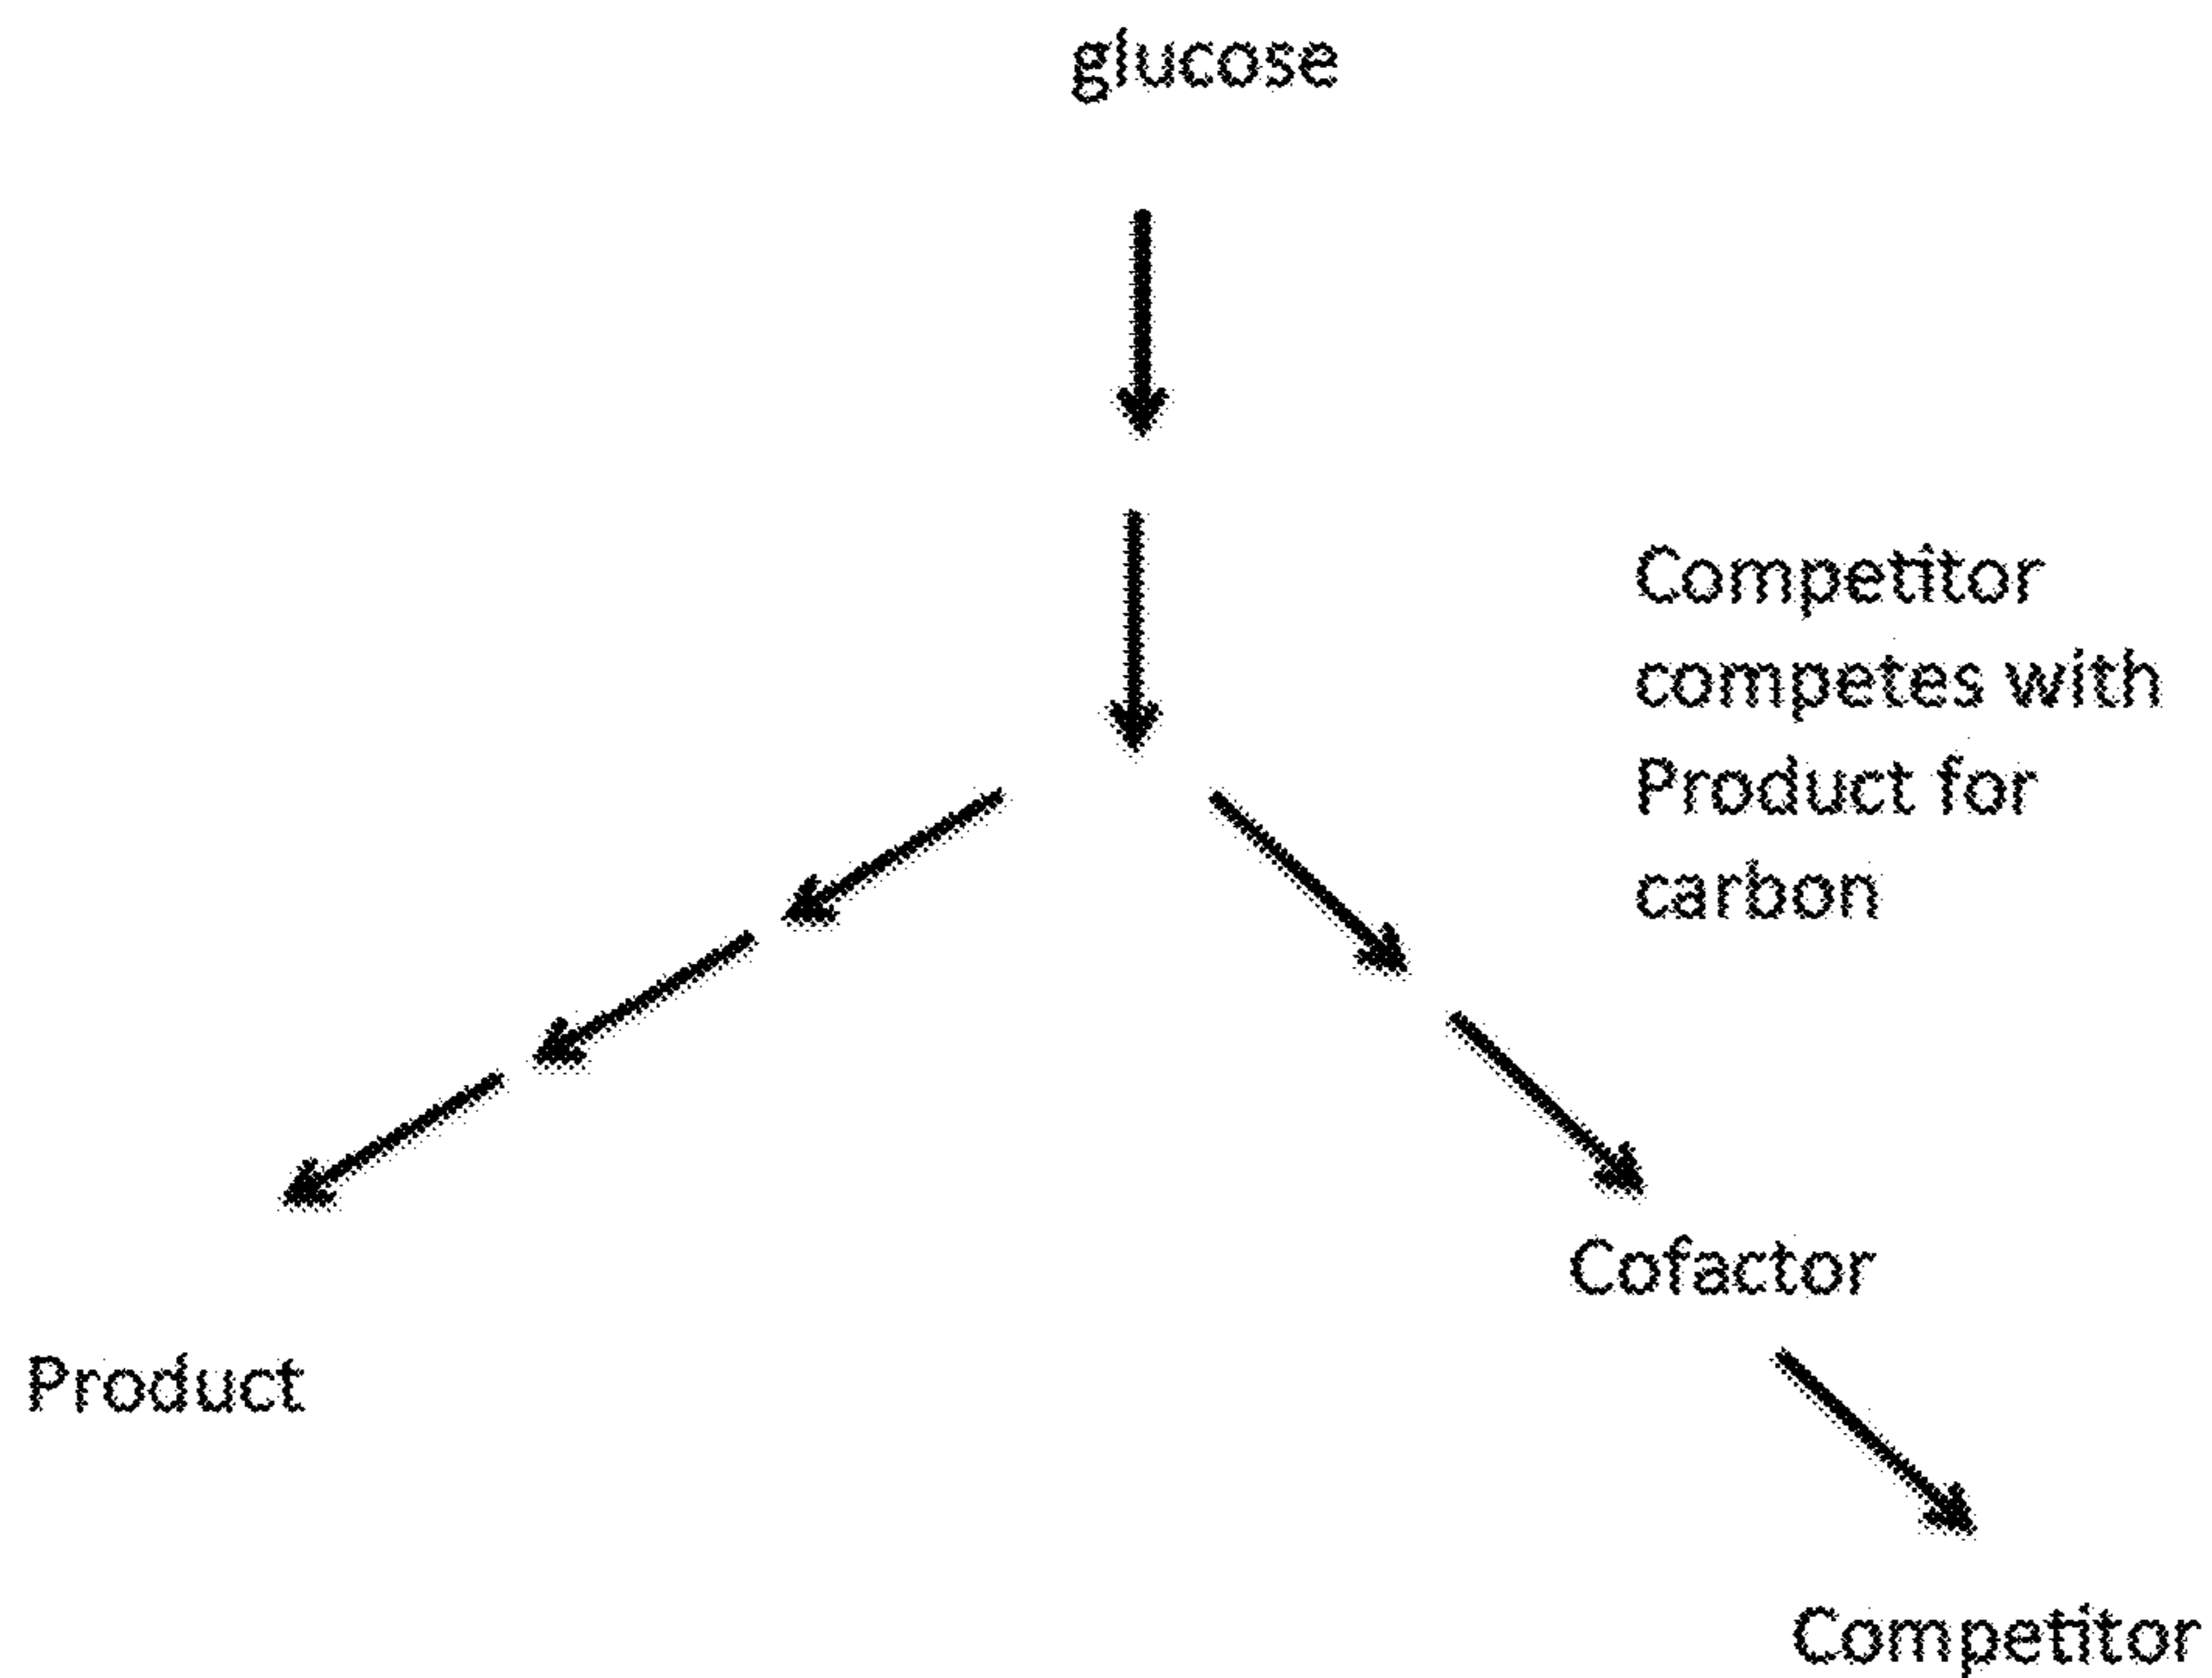 glucose
Competitor
competes with
Product for
carbon
Cofactor
Product
Competitor